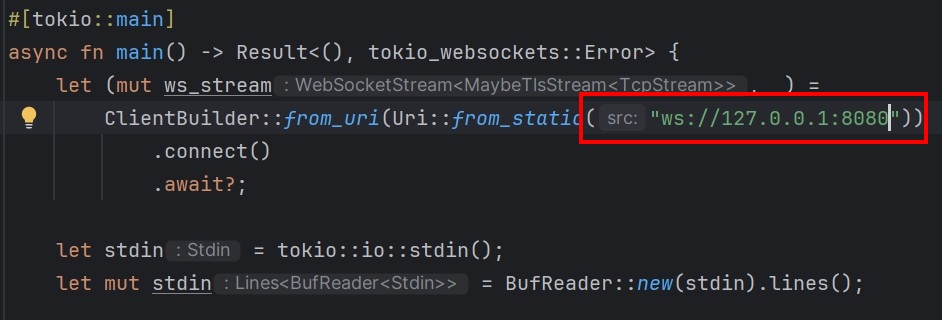 #[tokio::main]
async fn main() -> Result<(), tokio_websockets::Error> {
let (mut ws_stream : WebSocketStream<MaybeTlsStream<TcpStream>> , _) =
ClientBuilder::from_uri(Uri::from_static( src: "ws://127.0.0.1:8080"))
.connect()
.await?;
let stdin : Stdin = tokio::io::stdin();
let mut stdin : Lines<BufReader<Stdin>> = BufReader::new(stdin).lines();